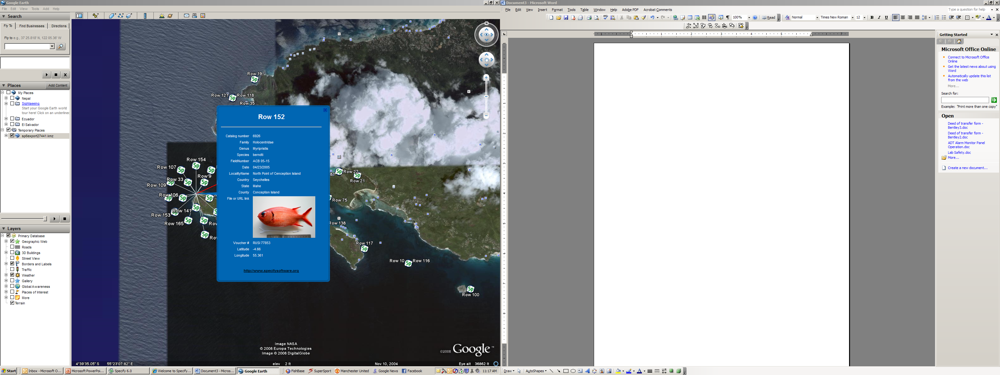 Google Earth
File Edit View Tools Add Help
Search
Fly To Find Businesses Directions
Fly to e.g., 37 25.818' N, 122 05.36' W
Places Add Content
My Places
Nepal
Sightseeing
Start your Google Earth world
tour here! Click on an underlined
Ecuador
El Salvador
Temporary Places
sp6export27441.kmz
Layers
Primary Database
Geographic Web
Roads
3D Buildings
Street View
Borders and Labels
Traffic
Weather
Gallery
Global Awareness
Places of Interest
More
Terrain
N
Row 19
Row 121 Row 118
Row 35
Row 154
Row 107
Row 9
Row 33
Row 109
Row 106
Row 141
Row 153
Row 165
Row 152
Catalog number 6926
Family Holocentridae
Genus Myripristis
Species berndti
FieldNumber ACB 05-15
Date 04/23/2005
LocalityName North Point of Cenception Island
Country Seychelles
State Mahe
County Conception Island
File or URL link
Voucher # RUSI 77853
Latitude -4.66
Longitude 55.361
http://www.specifysoftware.org
81 Row 22
Row 21
Row 75
Row 138
Row 117
Row 10 Row 116
Row 100
Image NASA
© 2008 Europa Technologies
Image © 2008 DigitalGlobe
©2008 Google™
4°39'35.05" S 55°23'07.82" E elev 2 ft Nov 10, 2004 Eye alt 36862 ft
Start Inbox - Microsoft O... Microsoft PowerPoi... Specify 6.0 Welcome to Specify... Document3 - Micros... Google Earth FishBase SuperSport Manchester United Google News Facebook 11:17 AM
Document3 - Microsoft Word
File Edit View Insert Format Tools Table Window Help Adobe PDF Acrobat Comments Type a question for help
100% Read Normal Times New Roman 12 B I U
1 1 2 3 4 5 7
Getting Started
Microsoft Office Online
Connect to Microsoft Office
Online
Get the latest news about using
Word
Automatically update this list
from the web
More...
Search for:
Example: "Print more than one copy"
Open
Deed of transfer form -
Bentley3.doc
Deed of transfer form -
Bentley2.doc
ADT Alarm Monitor Panel
Operation.doc
Lab Safety.doc
More...
Create a new document...
Draw AutoShapes